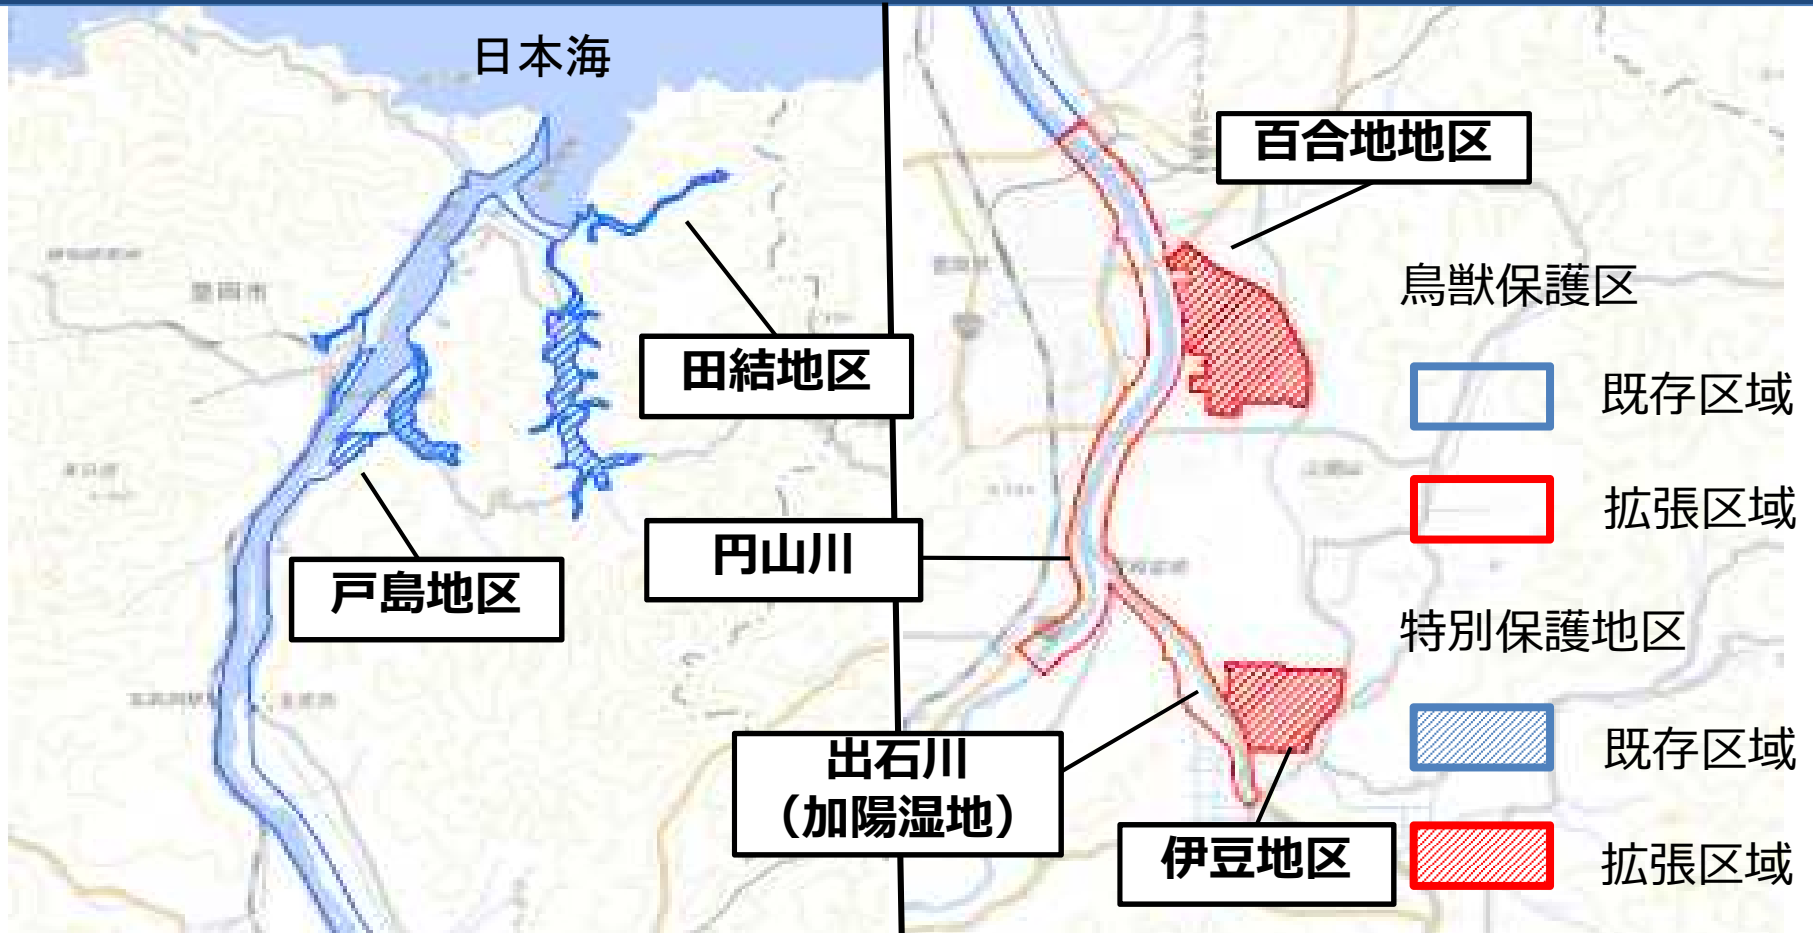 日本海
豊岡市
田結地区
戸島地区
円山川
出石川
（加陽湿地）
百合地地区
伊豆地区
鳥獣保護区
既存区域
拡張区域
特別保護地区
既存区域
拡張区域